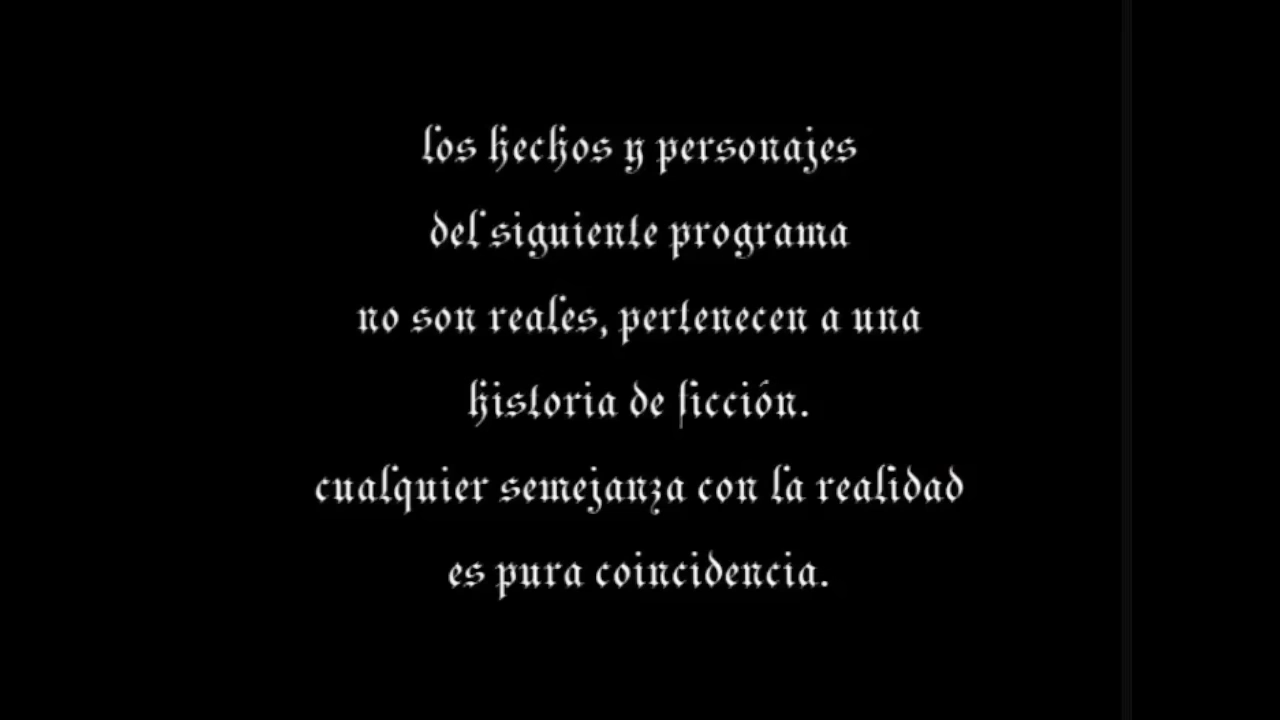 los hechos y personajes
del siguiente programa
no son reales, pertenecen a una
historia de ficción.
cualquier semejanza con la realidad
es pura coincidencia.